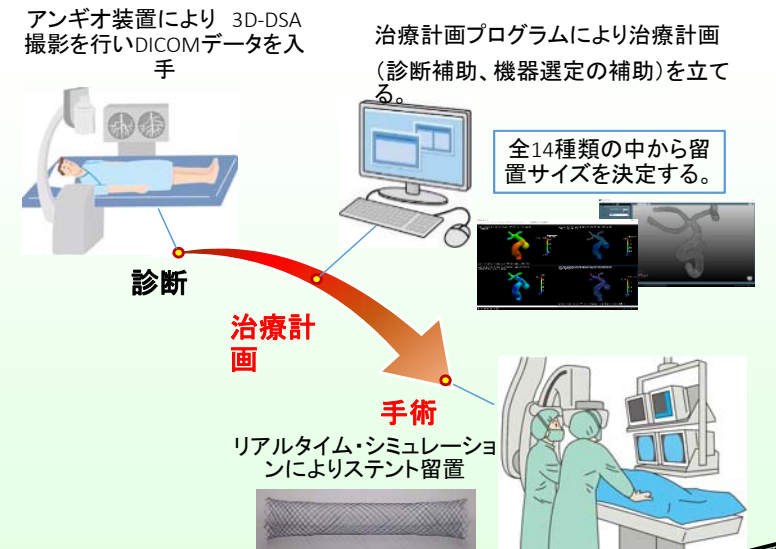 アンギオ装置により 3D-DSA
撮影を行いDICOMデータを入
手
治療計画プログラムにより治療計画
（診断補助、機器選定の補助）を立て
る。
全14種類の中から留
置サイズを決定する。
診断
治療計
画
手術
リアルタイム・シミュレーショ
ンによりステント留置